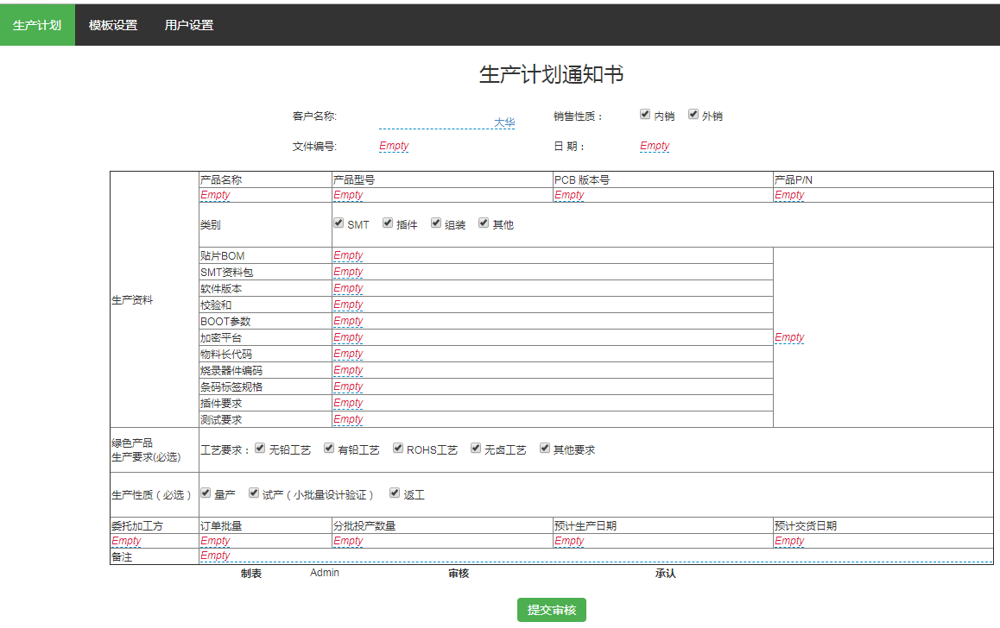 生产计划 模板设置 用户设置
生产计划通知书
客户名称: 大华 销售性质： 内销 外销
文件编号: Empty 日 期： Empty
产品名称 产品型号 PCB 版本号 产品P/N
Empty Empty Empty Empty
类别 SMT 插件 组装 其他
贴片BOM Empty
SMT资料包 Empty
软件版本 Empty
生产资料 校验和 Empty
BOOT参数 Empty
加密平台 Empty Empty
物料长代码 Empty
烧录器件编码 Empty
条码标签规格 Empty
插件要求 Empty
测试要求 Empty
绿色产品
生产要求(必选) 工艺要求： 无铅工艺 有铅工艺 ROHS工艺 无卤工艺 其他要求
生产性质（必选） 量产 试产（小批量设计验证） 返工
委托加工方 订单批量 分批投产数量 预计生产日期 预计交货日期
Empty Empty Empty Empty Empty
备注 Empty
制表 Admin 审核 承认
提交审核